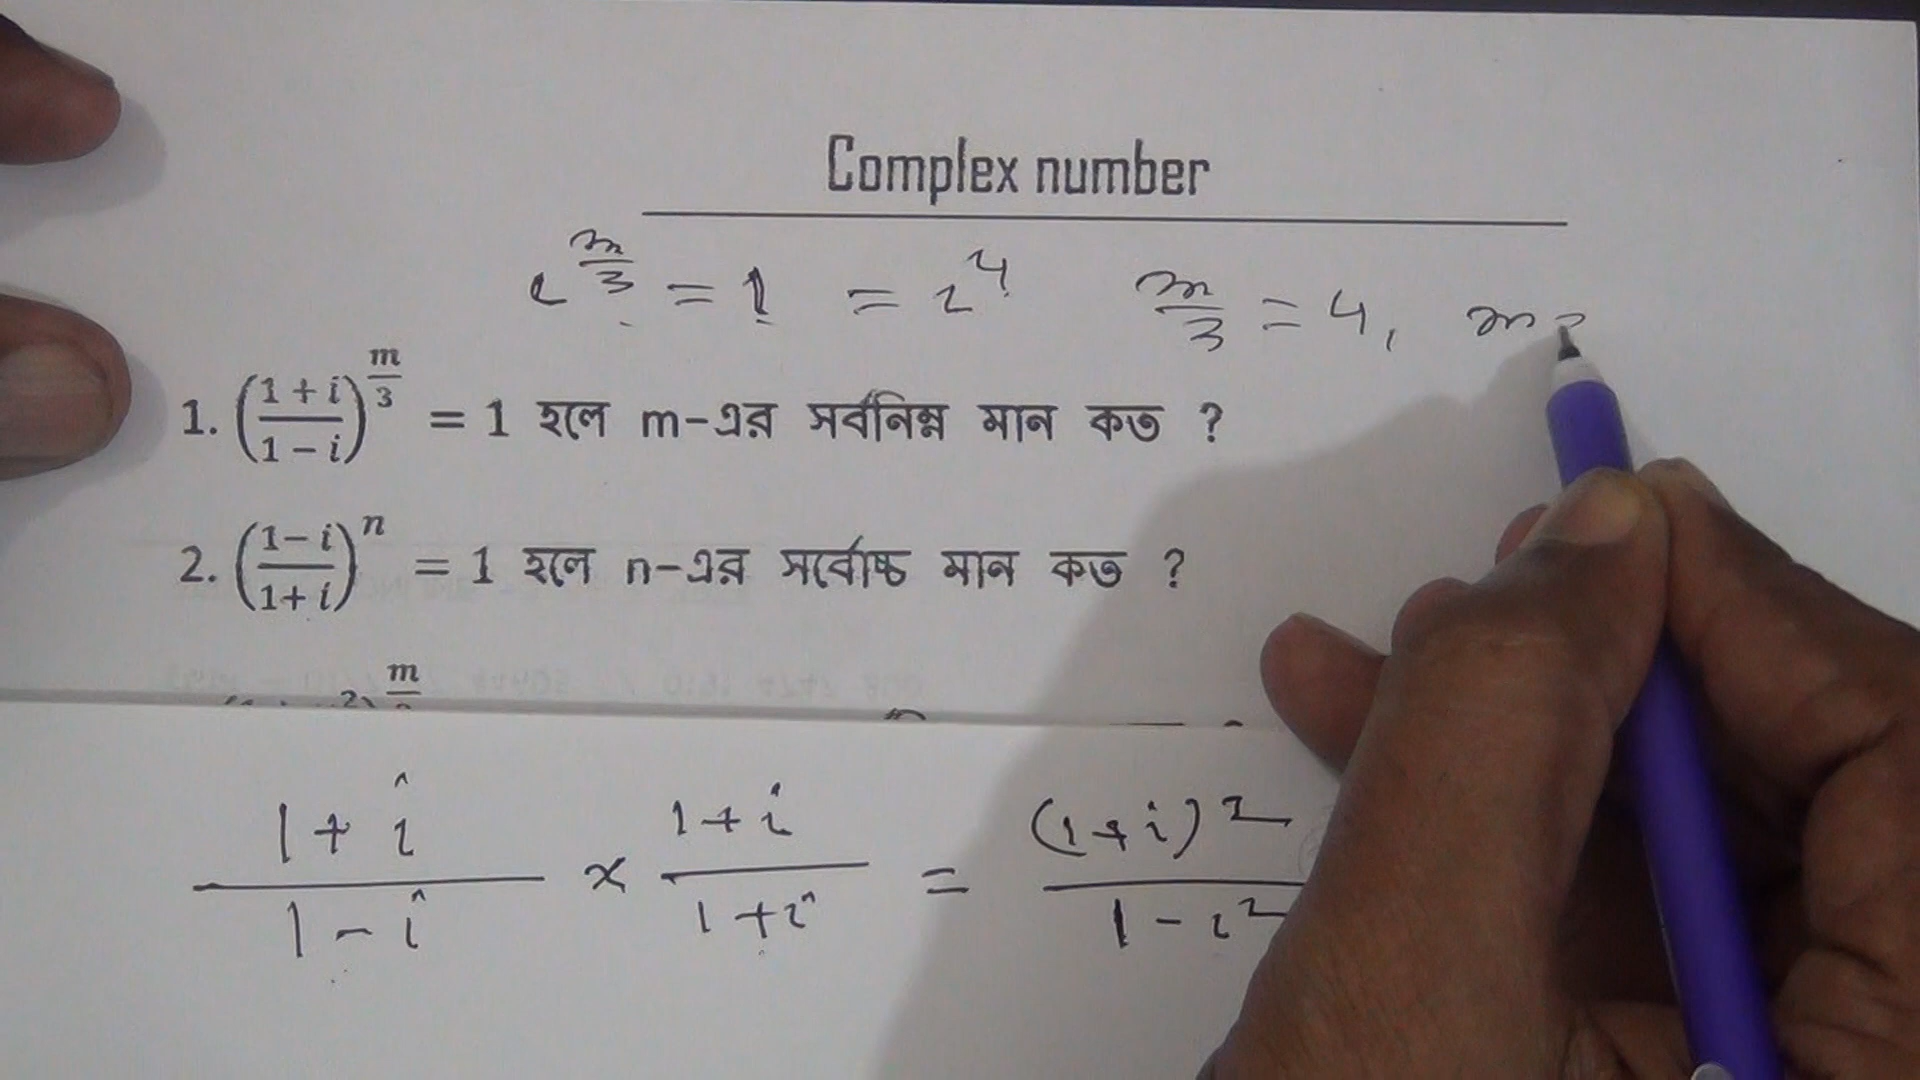 Complex number
i^{m/3} = 1 = i^4 m/3 = 4, m =
1. ((1 + i)/(1 − i))^{m/3} = 1 হলে m-এর সর্বনিম্ন মান কত ?
2. ((1− i)/(1+ i))^n = 1 হলে n-এর সর্বোচ্চ মান কত ?
(1 + i)/(1 − i) × (1 + i)/(1 + i) = (1 + i)^2/(1 − i^2)